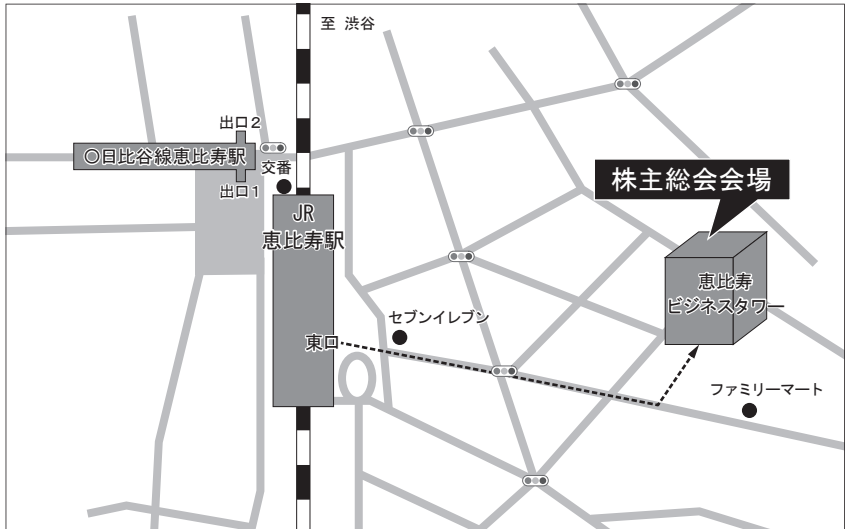 至 渋谷
出口2
〇日比谷線恵比寿駅
交番
出口1
株主総会会場
JR
恵比寿駅
恵比寿
ビジネスタワー
セブンイレブン
東口
ファミリーマート